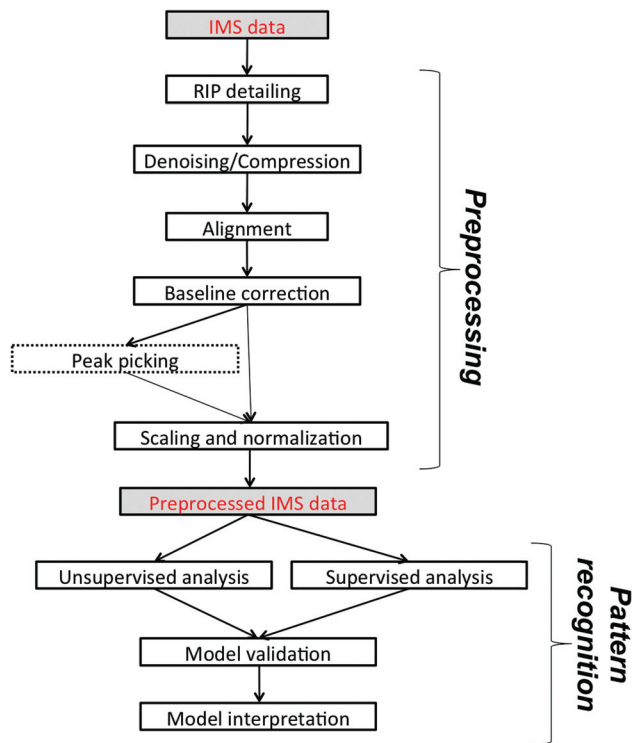 IMS data
RIP detailing
Denoising/Compression
Alignment
Baseline correction
Peak picking
Scaling and normalization
Preprocessing
Preprocessed IMS data
Unsupervised analysis
Supervised analysis
Model validation
Model interpretation
Pattern
recognition